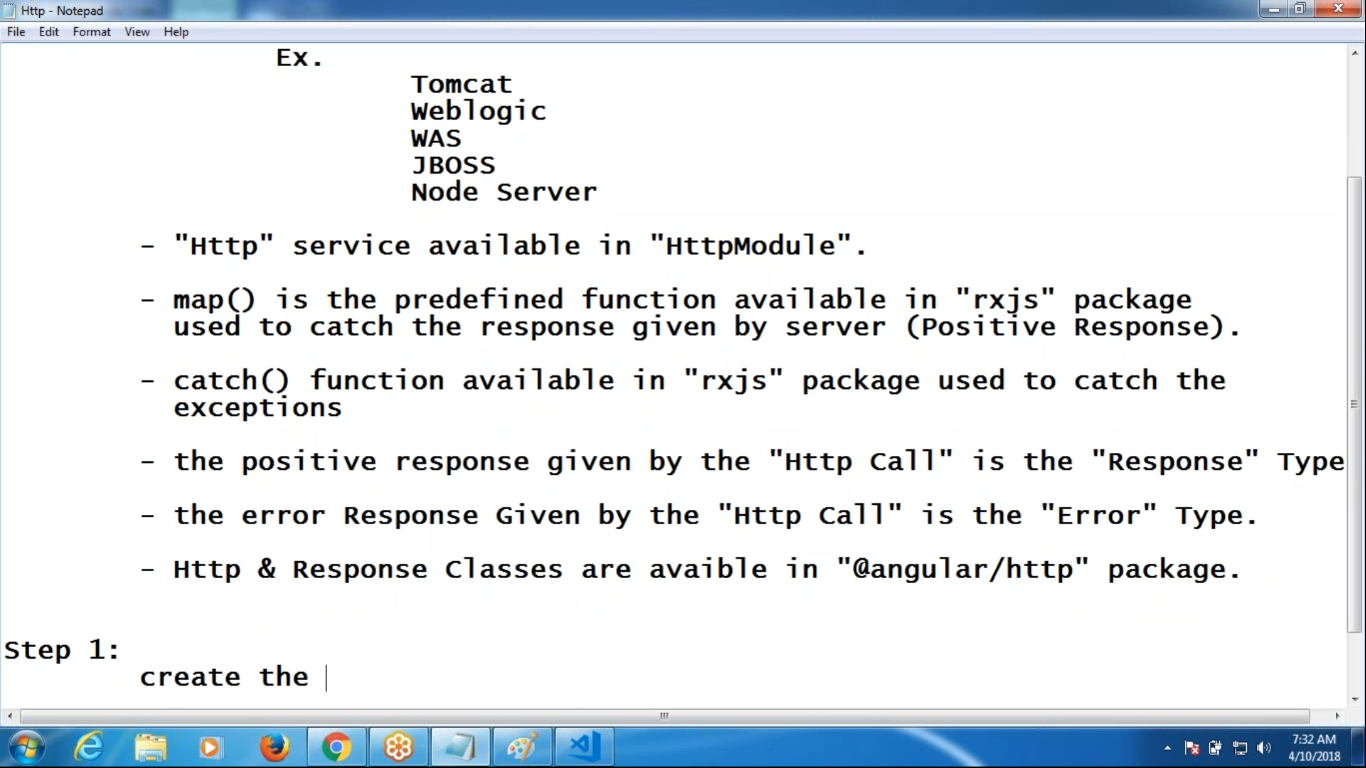 Http - Notepad
File Edit Format View Help
Ex.
Tomcat
Weblogic
WAS
JBOSS
Node Server
- "Http" service available in "HttpModule".
- map() is the predefined function available in "rxjs" package
used to catch the response given by server (Positive Response).
- catch() function available in "rxjs" package used to catch the
exceptions
- the positive response given by the "Http Call" is the "Response" Type
- the error Response Given by the "Http Call" is the "Error" Type.
- Http & Response Classes are avaible in "@angular/http" package.
Step 1:
create the
7:32 AM
4/10/2018